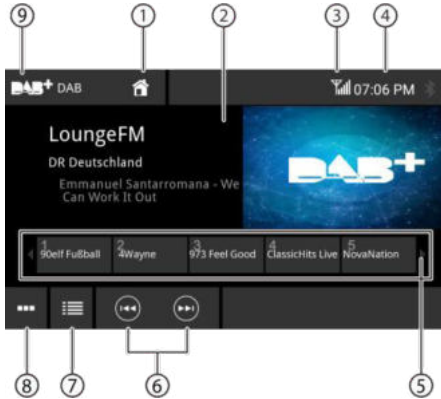 ⑨ ① ② ③ ④
DAB+ DAB 07:06 PM
LoungeFM
DAB+
DR Deutschland
Emmanuel Santarromana - We
Can Work It Out
1 2 3 4 5
90elf Fußball 4Wayne 973 Feel Good ClassicHits Live NovaNation
⑧ ⑦ ⑥ ⑤